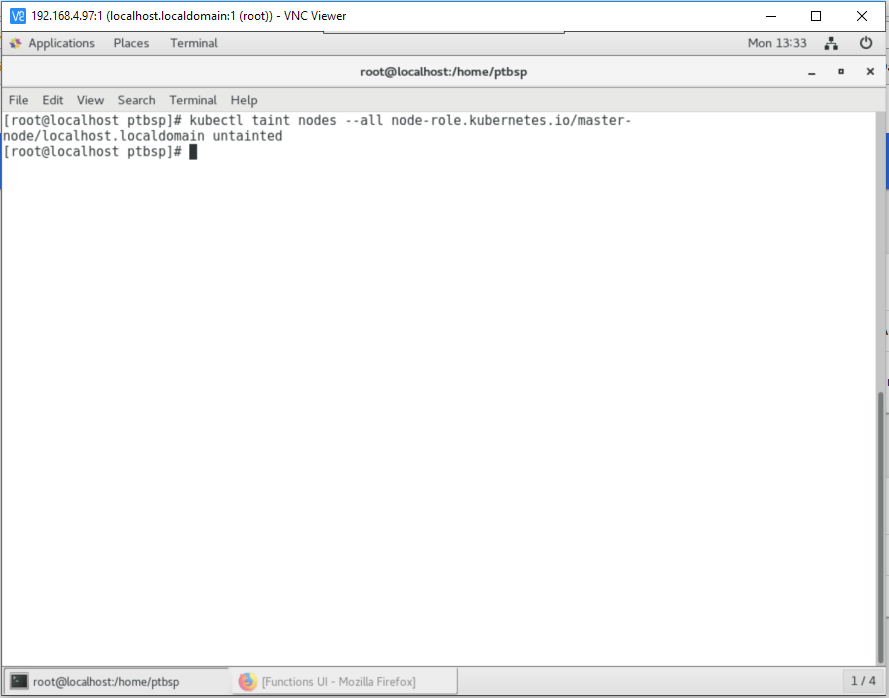 192.168.4.97:1 (localhost.localdomain:1 (root)) - VNC Viewer
Applications Places Terminal Mon 13:33
root@localhost:/home/ptbsp
File Edit View Search Terminal Help
[root@localhost ptbsp]# kubectl taint nodes --all node-role.kubernetes.io/master-
node/localhost.localdomain untainted
[root@localhost ptbsp]#
root@localhost:/home/ptbsp [Functions UI - Mozilla Firefox] 1 / 4